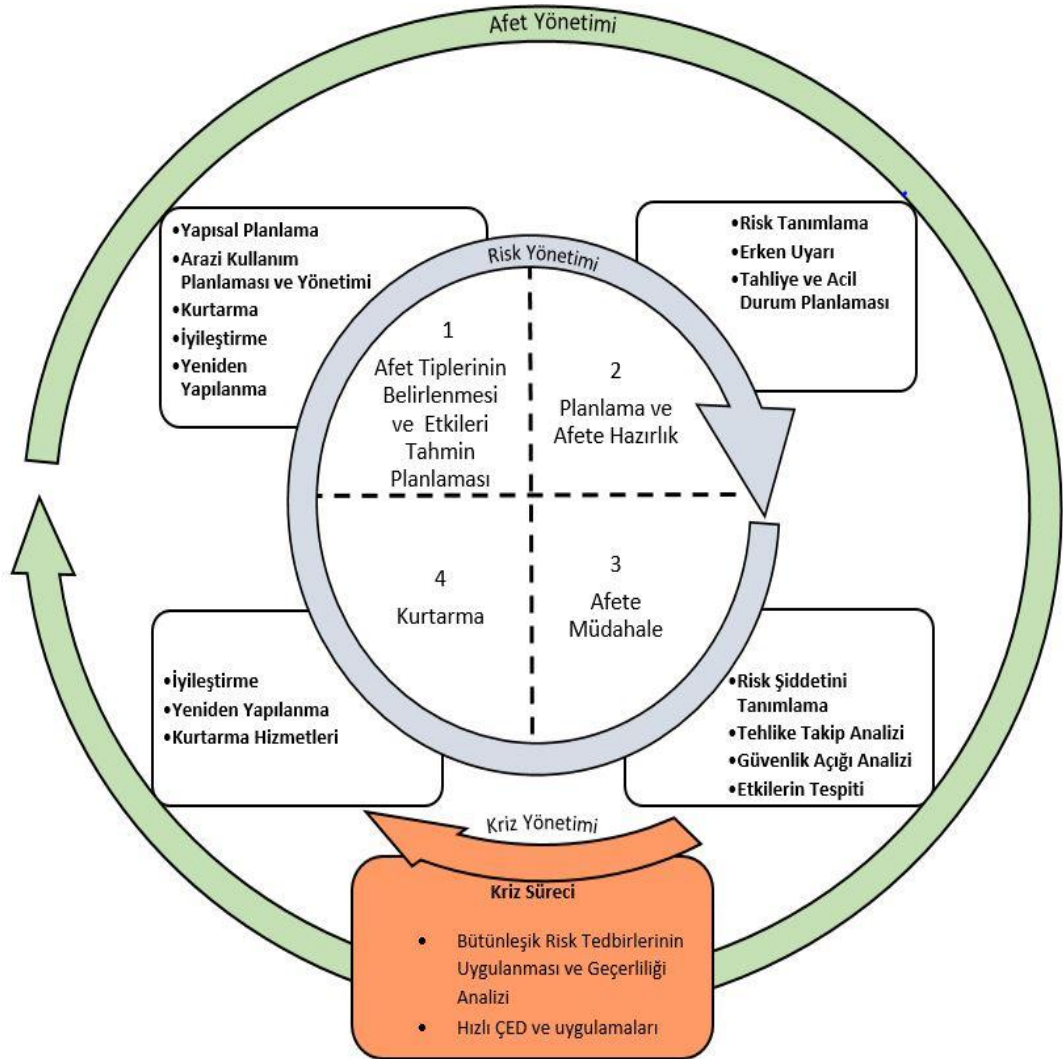 Afet Yönetimi
•Yapısal Planlama
•Arazi Kullanım
Planlaması ve Yönetimi
•Kurtarma
•İyileştirme
•Yeniden
Yapılanma
•Risk Tanımlama
•Erken Uyarı
•Tahliye ve Acil
Durum Planlaması
Risk Yönetimi
1
Afet Tiplerinin
Belirlenmesi
ve Etkileri
Tahmin
Planlaması
2
Planlama ve
Afete Hazırlık
4
Kurtarma
3
Afete
Müdahale
•İyileştirme
•Yeniden Yapılanma
•Kurtarma Hizmetleri
•Risk Şiddetini
Tanımlama
•Tehlike Takip Analizi
•Güvenlik Açığı Analizi
•Etkilerin Tespiti
Kriz Yönetimi
Kriz Süreci
• Bütünleşik Risk Tedbirlerinin
Uygulanması ve Geçerliliği
Analizi
• Hızlı ÇED ve uygulamaları